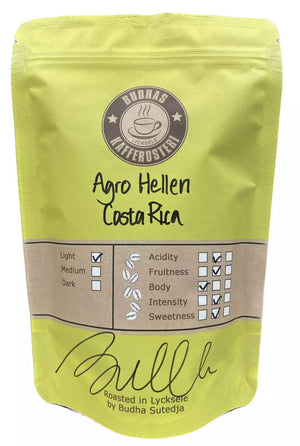 BUDHAS
LYCKSELE
KAFFEROSTERI
Agro Hellen
Costa Rica
Light
Medium
Dark
Acidity
Fruitness
Body
Intensity
Sweetness
Roasted in Lycksele
by Budha Sutedja